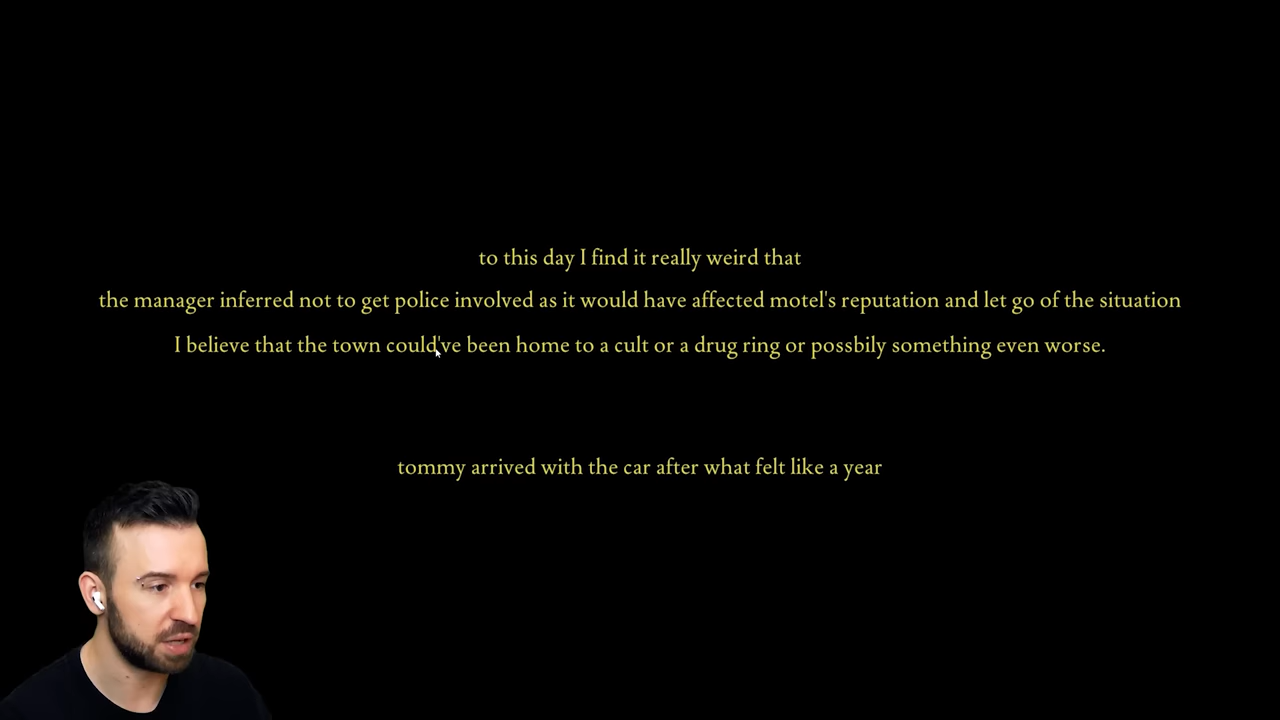 to this day I find it really weird that
the manager inferred not to get police involved as it would have affected motel's reputation and let go of the situation
I believe that the town could've been home to a cult or a drug ring or possbily something even worse.
tommy arrived with the car after what felt like a year